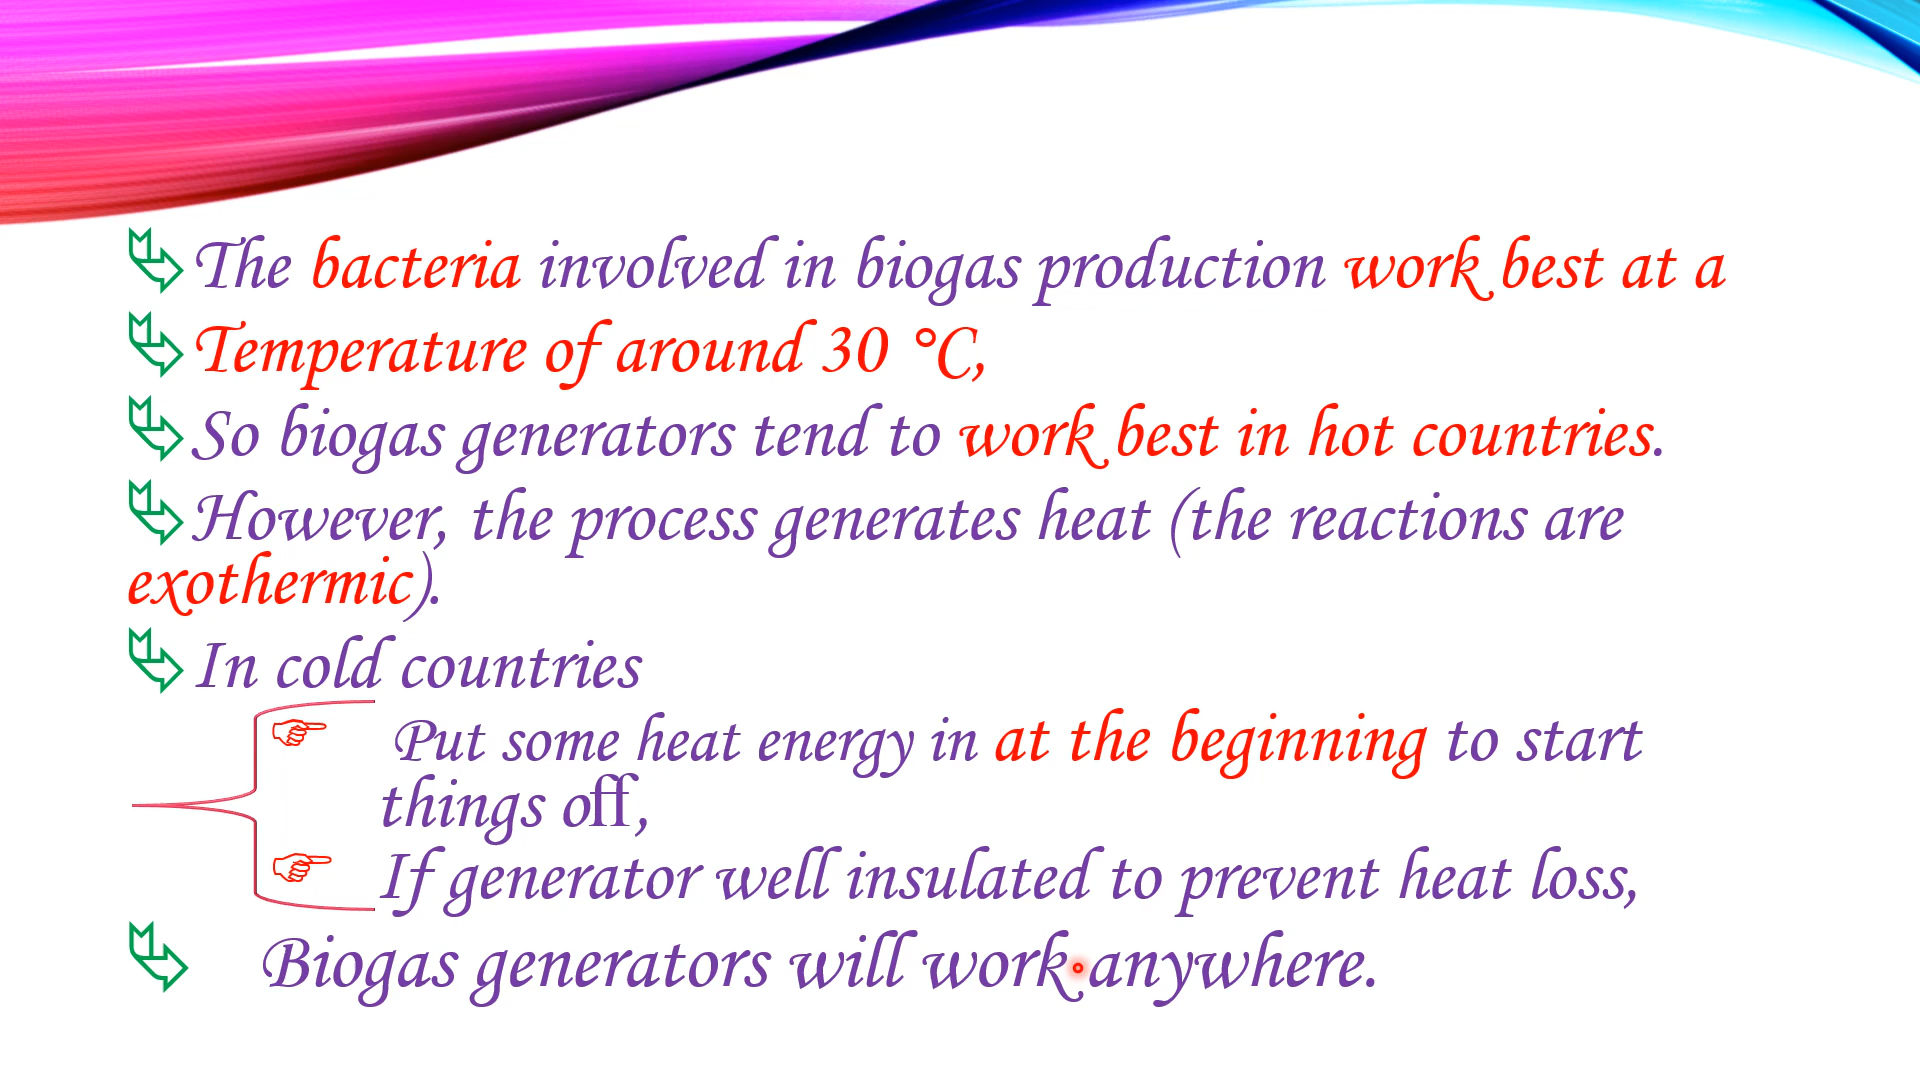 The bacteria involved in biogas production work best at a
Temperature of around 30 °C,
So biogas generators tend to work best in hot countries.
However, the process generates heat (the reactions are
exothermic).
In cold countries
Put some heat energy in at the beginning to start
things off,
If generator well insulated to prevent heat loss,
Biogas generators will work anywhere.